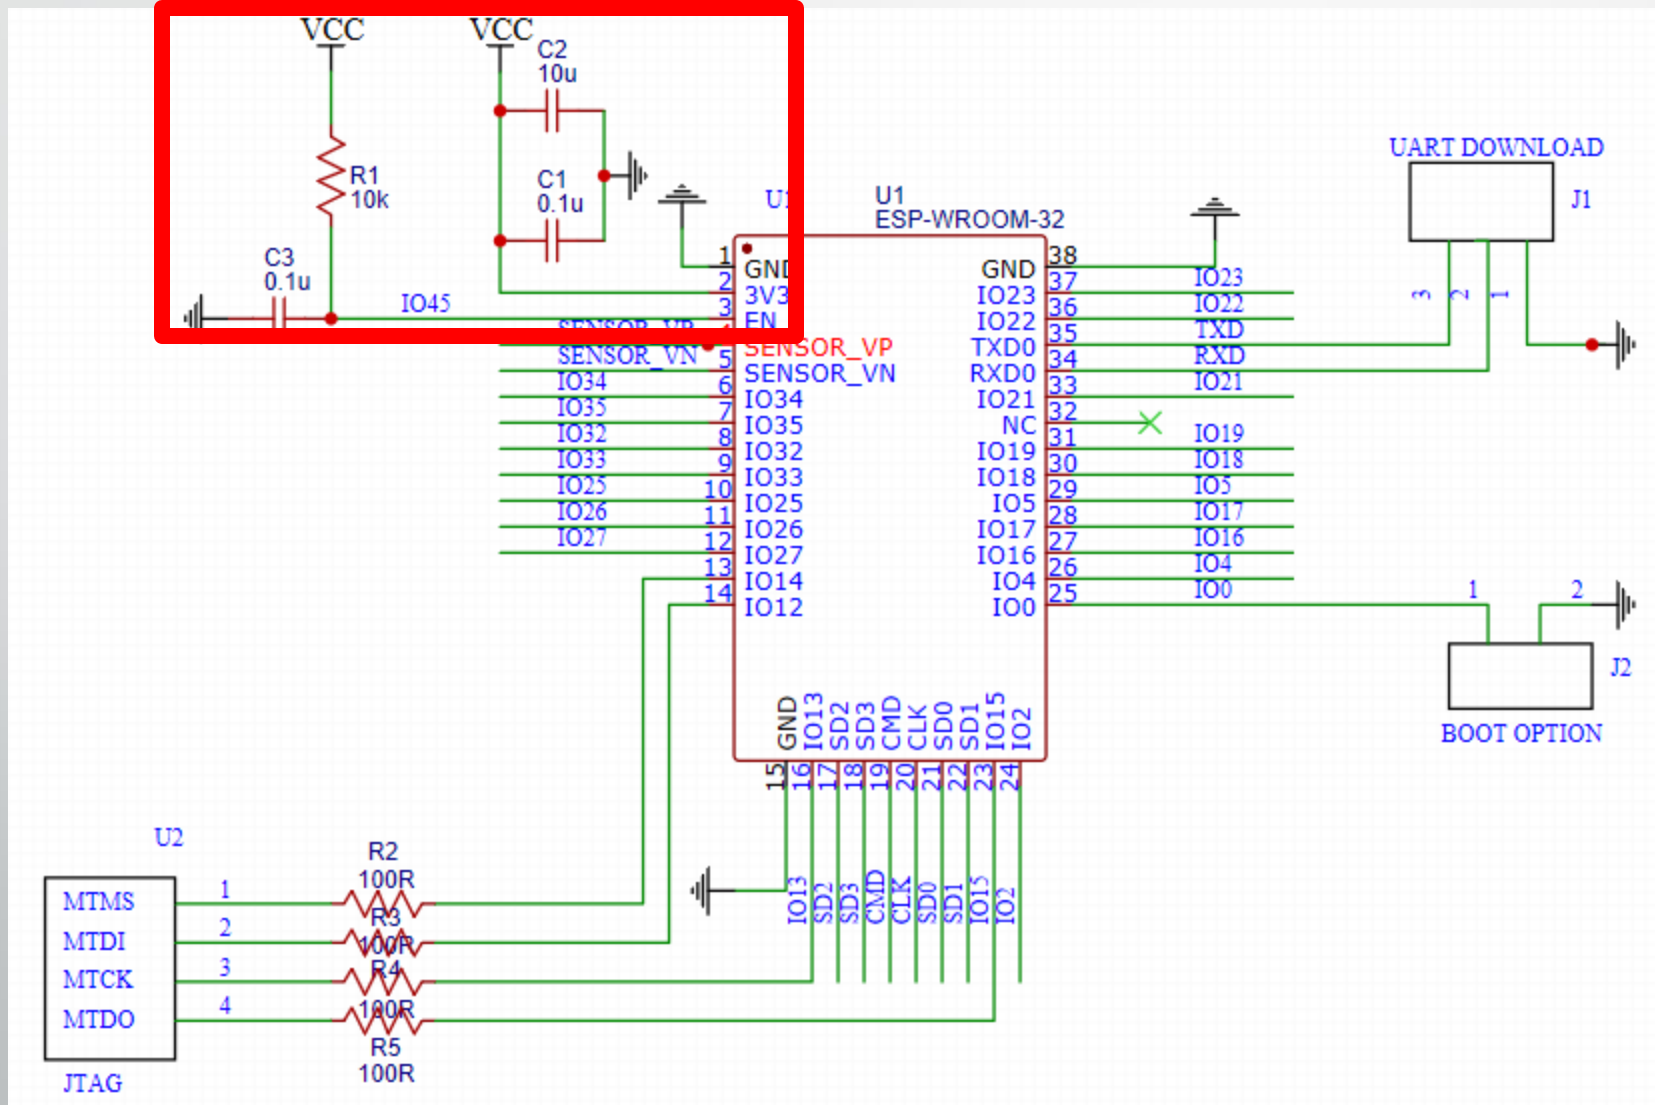 VCC
VCC
C2
10u
R1
10k
C1
0.1u
C3
0.1u
IO45
U1
ESP-WROOM-32
UART DOWNLOAD
J1
3
2
1
1 GND
2 3V3
3 EN
SENSOR_VP
SENSOR_VN 5 SENSOR_VN
IO34 6 IO34
IO35 7 IO35
IO32 8 IO32
IO33 9 IO33
IO25 10 IO25
IO26 11 IO26
IO27 12 IO27
13 IO14
14 IO12
GND 38
IO23 37 IO23
IO22 36 IO22
TXD0 35 TXD
RXD0 34 RXD
IO21 33 IO21
NC 32
IO19 31 IO19
IO18 30 IO18
IO5 29 IO5
IO17 28 IO17
IO16 27 IO16
IO4 26 IO4
IO0 25 IO0
1
2
J2
BOOT OPTION
GND
IO13
SD2
SD3
CMD
CLK
SD0
SD1
IO15
IO2
15
16
17
18
19
20
21
22
23
24
IO13
SD2
SD3
CMD
CLK
SD0
SD1
IO15
IO2
U2
MTMS 1
MTDI 2
MTCK 3
MTDO 4
JTAG
R2
100R
R3
100R
R4
100R
R5
100R